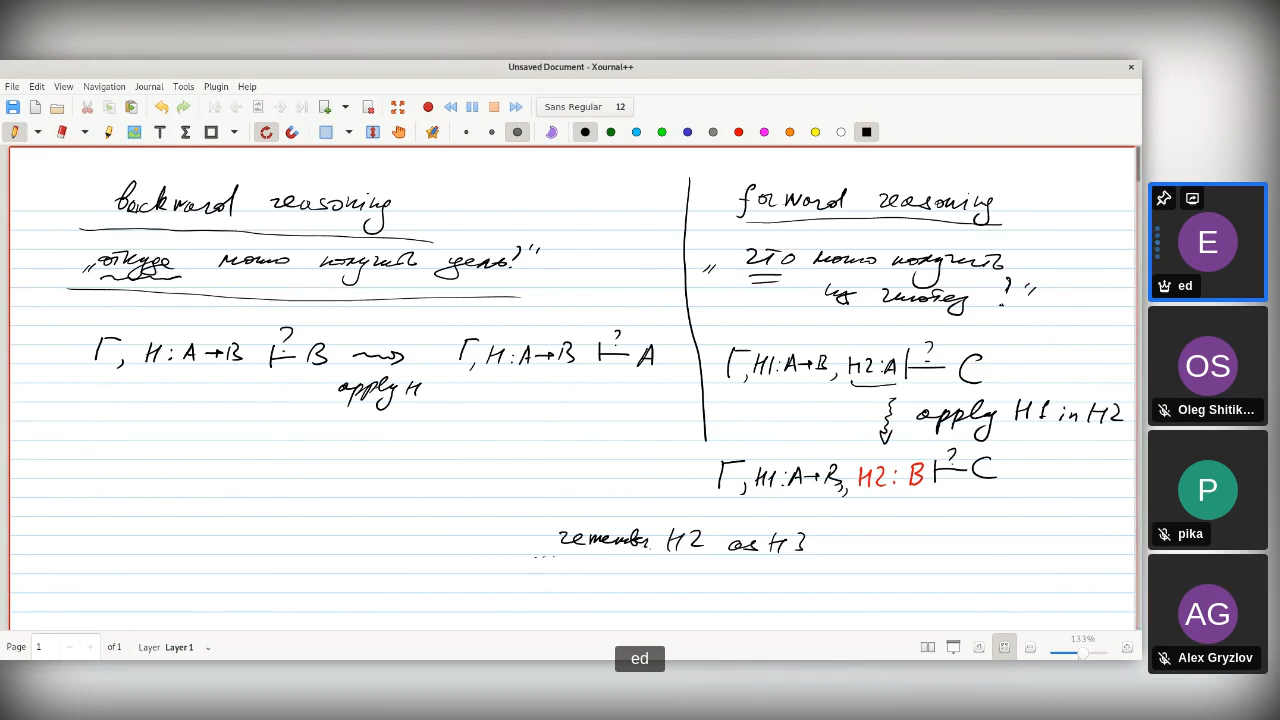 Unsaved Document - Xournal++
File Edit View Navigation Journal Tools Plugin Help
Sans Regular 12
backward reasoning
„откуда можно получить цель?“
Γ, H : A → B ⊢? B ⇝ Γ, H : A → B ⊢? A
apply H
forward reasoning
„что можно получить
из гипотез ?“
Γ, H1 : A → B, H2 : A ⊢? C
apply H1 in H2
Γ, H1 : A → B, H2 : B ⊢? C
remember H2 as H3
Page 1 of 1 Layer Layer 1
133%
ed
E
ed
OS
Oleg Shitik...
P
pika
AG
Alex Gryzlov